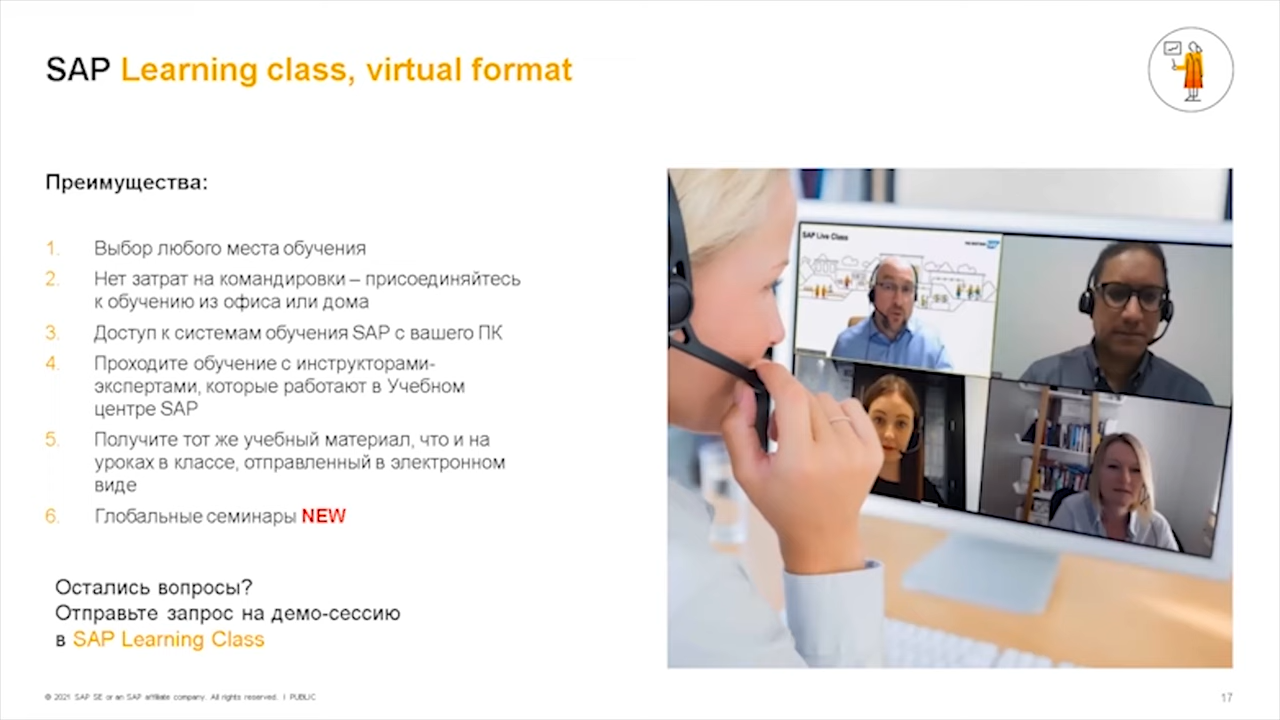 SAP Learning class, virtual format
Преимущества:
1. Выбор любого места обучения
2. Нет затрат на командировки – присоединяйтесь
к обучению из офиса или дома
3. Доступ к системам обучения SAP с вашего ПК
4. Проходите обучение с инструкторами-
экспертами, которые работают в Учебном
центре SAP
5. Получите тот же учебный материал, что и на
уроках в классе, отправленный в электронном
виде
6. Глобальные семинары NEW
Остались вопросы?
Отправьте запрос на демо-сессию
в SAP Learning Class
SAP Live Class
SAP
© 2021 SAP SE or an SAP affiliate company. All rights reserved. | PUBLIC
17